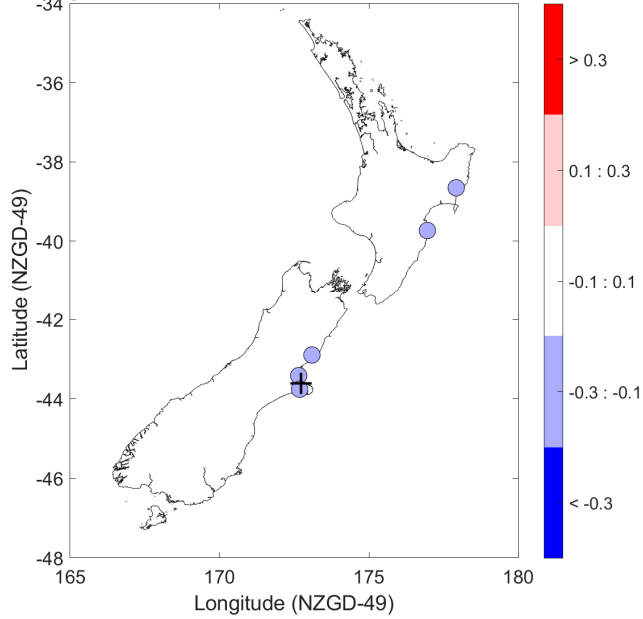 -34
-36
-38
-40
-42
-44
-46
-48
Latitude (NZGD-49)
165
170
175
180
Longitude (NZGD-49)
> 0.3
0.1 : 0.3
-0.1 : 0.1
-0.3 : -0.1
< -0.3